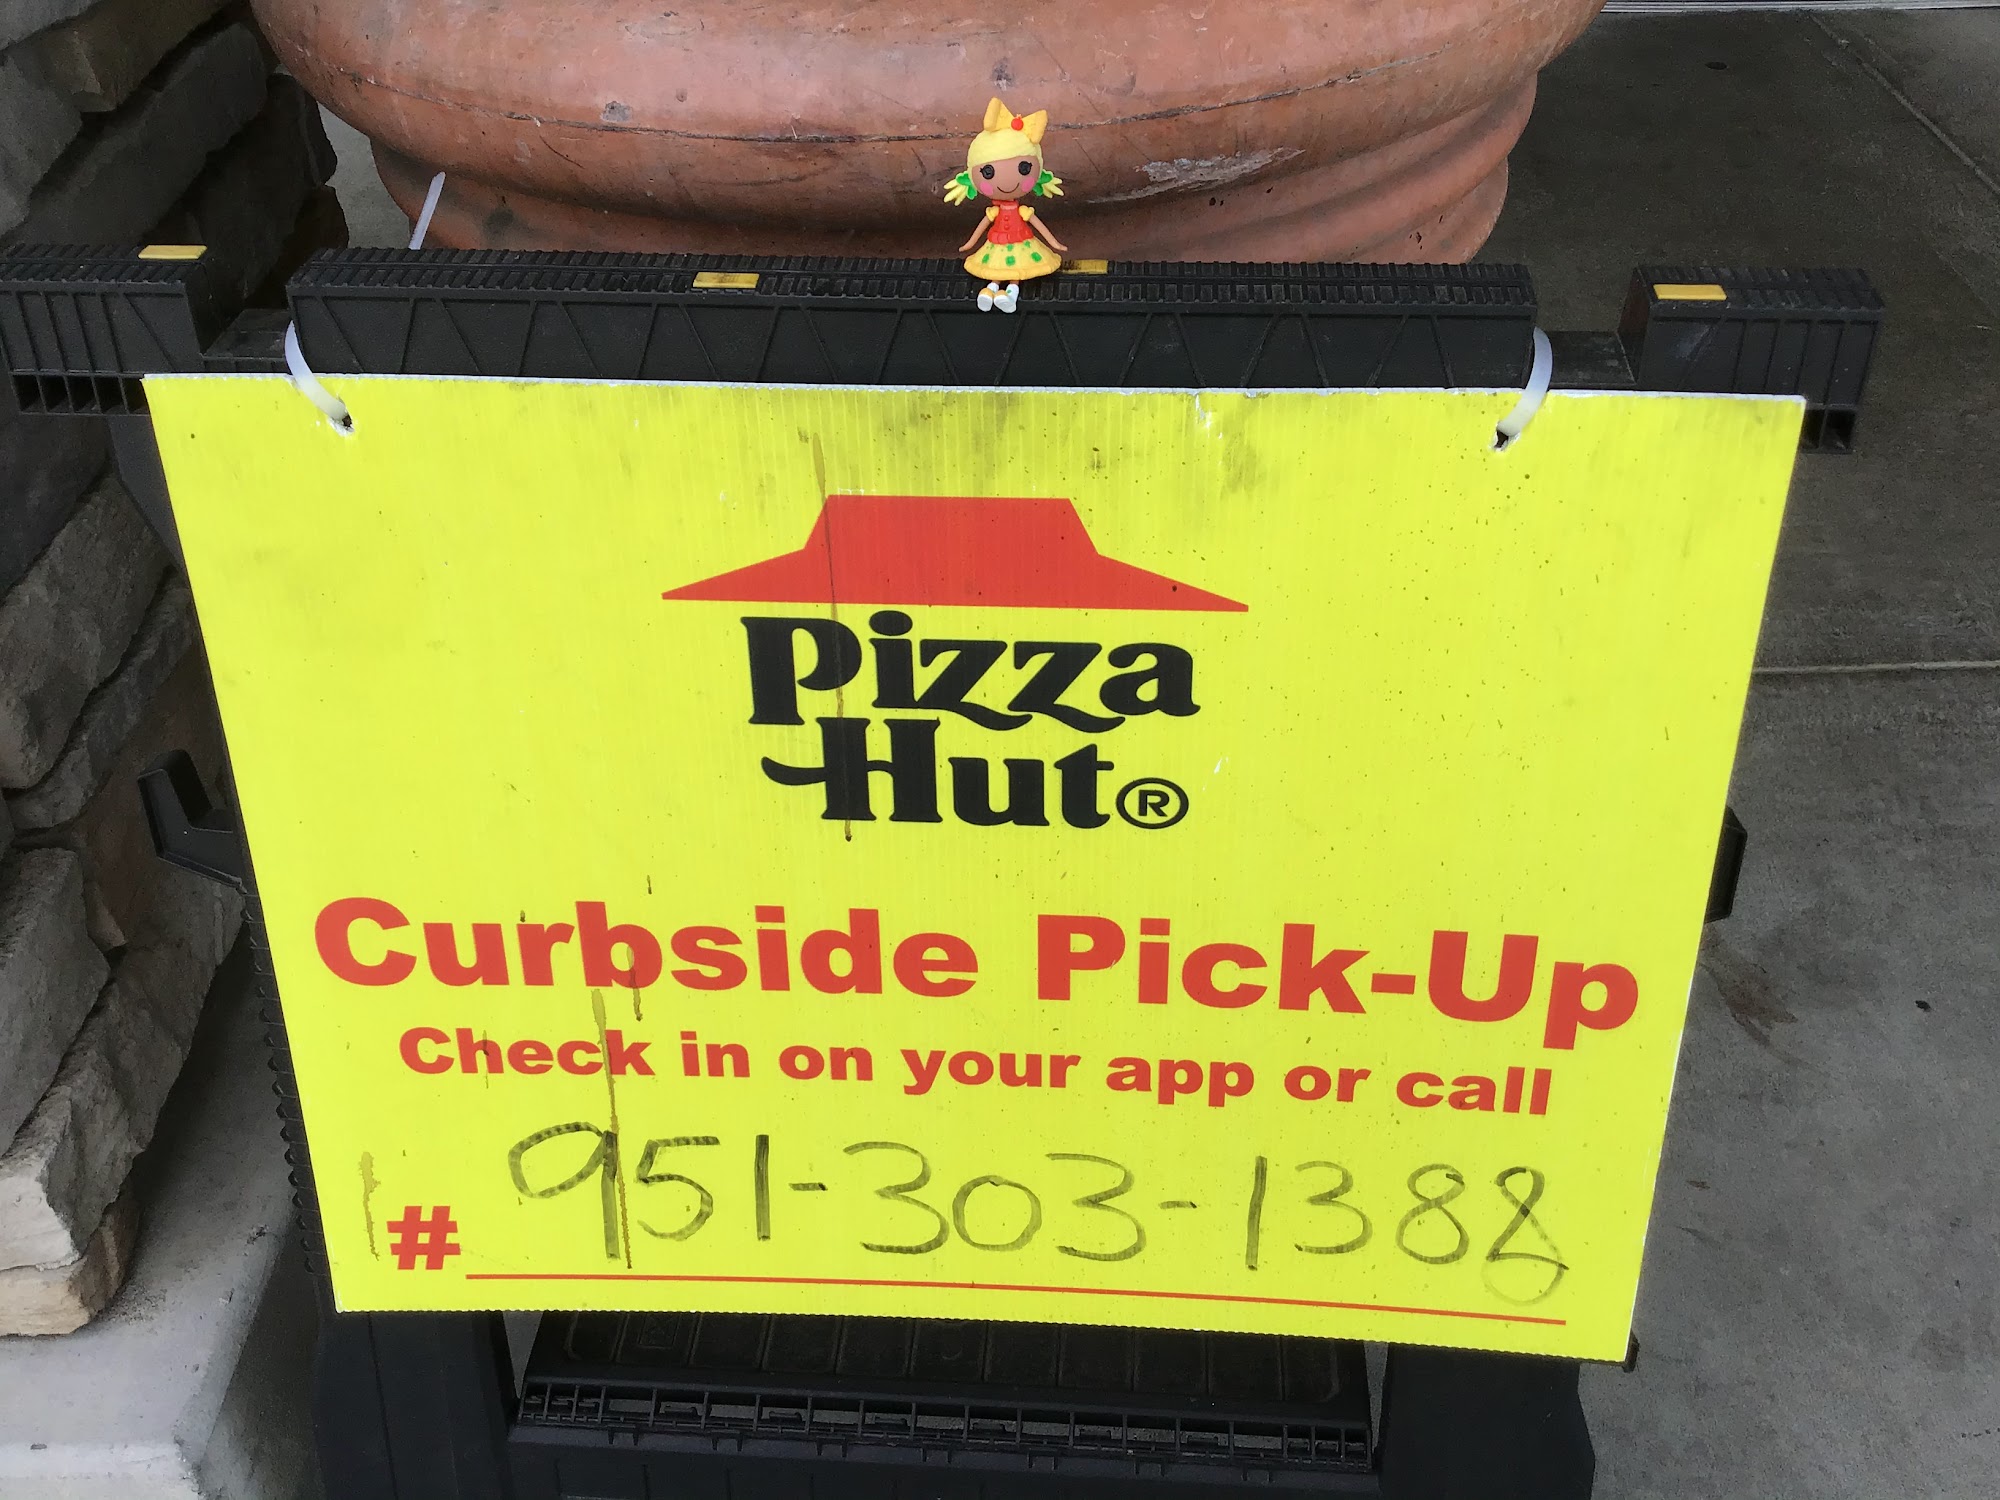 Pizza
Hut®
Curbside Pick-Up
Check in on your app or call
# 951-303-1388